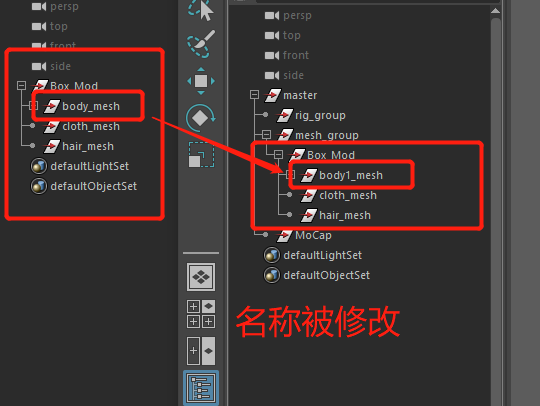 persp
top
front
side
Box_Mod
body_mesh
cloth_mesh
hair_mesh
defaultLightSet
defaultObjectSet
persp
top
front
side
master
rig_group
mesh_group
Box_Mod
body1_mesh
cloth_mesh
hair_mesh
MoCap
defaultLightSet
defaultObjectSet
名称被修改